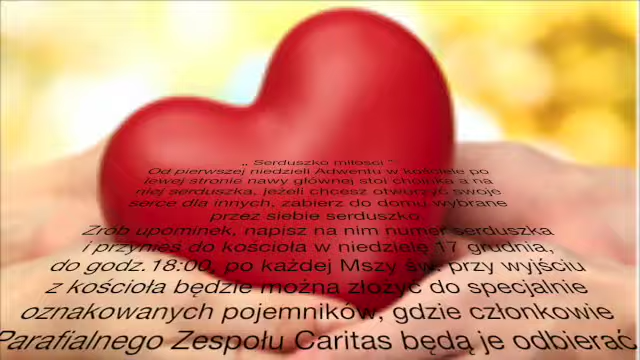 „ Serduszko miłości "
Od pierwszej niedzieli Adwentu w kościele po
lewej stronie nawy głównej stoi choinka a na
niej serduszka, jeżeli chcesz otworzyć swoje
serce dla innych, zabierz do domu wybrane
przez siebie serduszko.
Zrób upominek, napisz na nim numer serduszka
i przynieś do kościoła w niedzielę 17 grudnia,
do godz.18:00, po każdej Mszy św. przy wyjściu
z kościoła będzie można złożyć do specjalnie
oznakowanych pojemników, gdzie członkowie
Parafialnego Zespołu Caritas będą je odbierać.